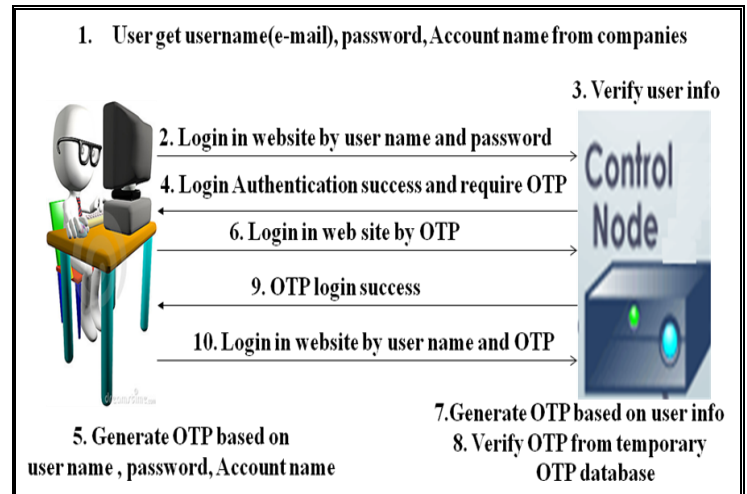 1. User get username(e-mail), password, Account name from companies
3. Verify user info
2. Login in website by user name and password
Control
Node
4. Login Authentication success and require OTP
6. Login in web site by OTP
9. OTP login success
10. Login in website by user name and OTP
dreamstime.com
5. Generate OTP based on
user name , password, Account name
7.Generate OTP based on user info
8. Verify OTP from temporary
OTP database